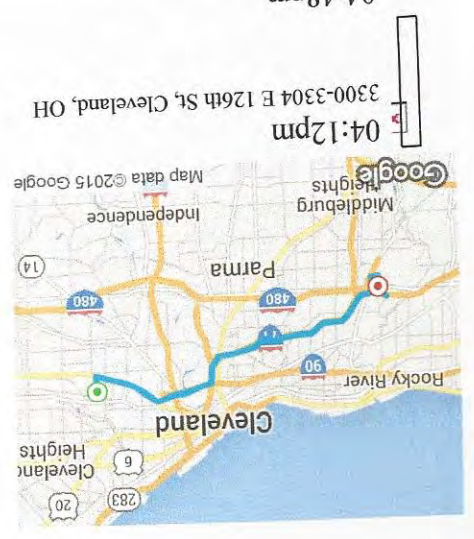 283
20
6
Cleveland
Heights
Cleveland
Rocky River
90
480
480
Parma
14
Independence
Middleburg
Heights
Google
Map data ©2015 Google
04:12pm
3300-3304 E 126th St, Cleveland, OH